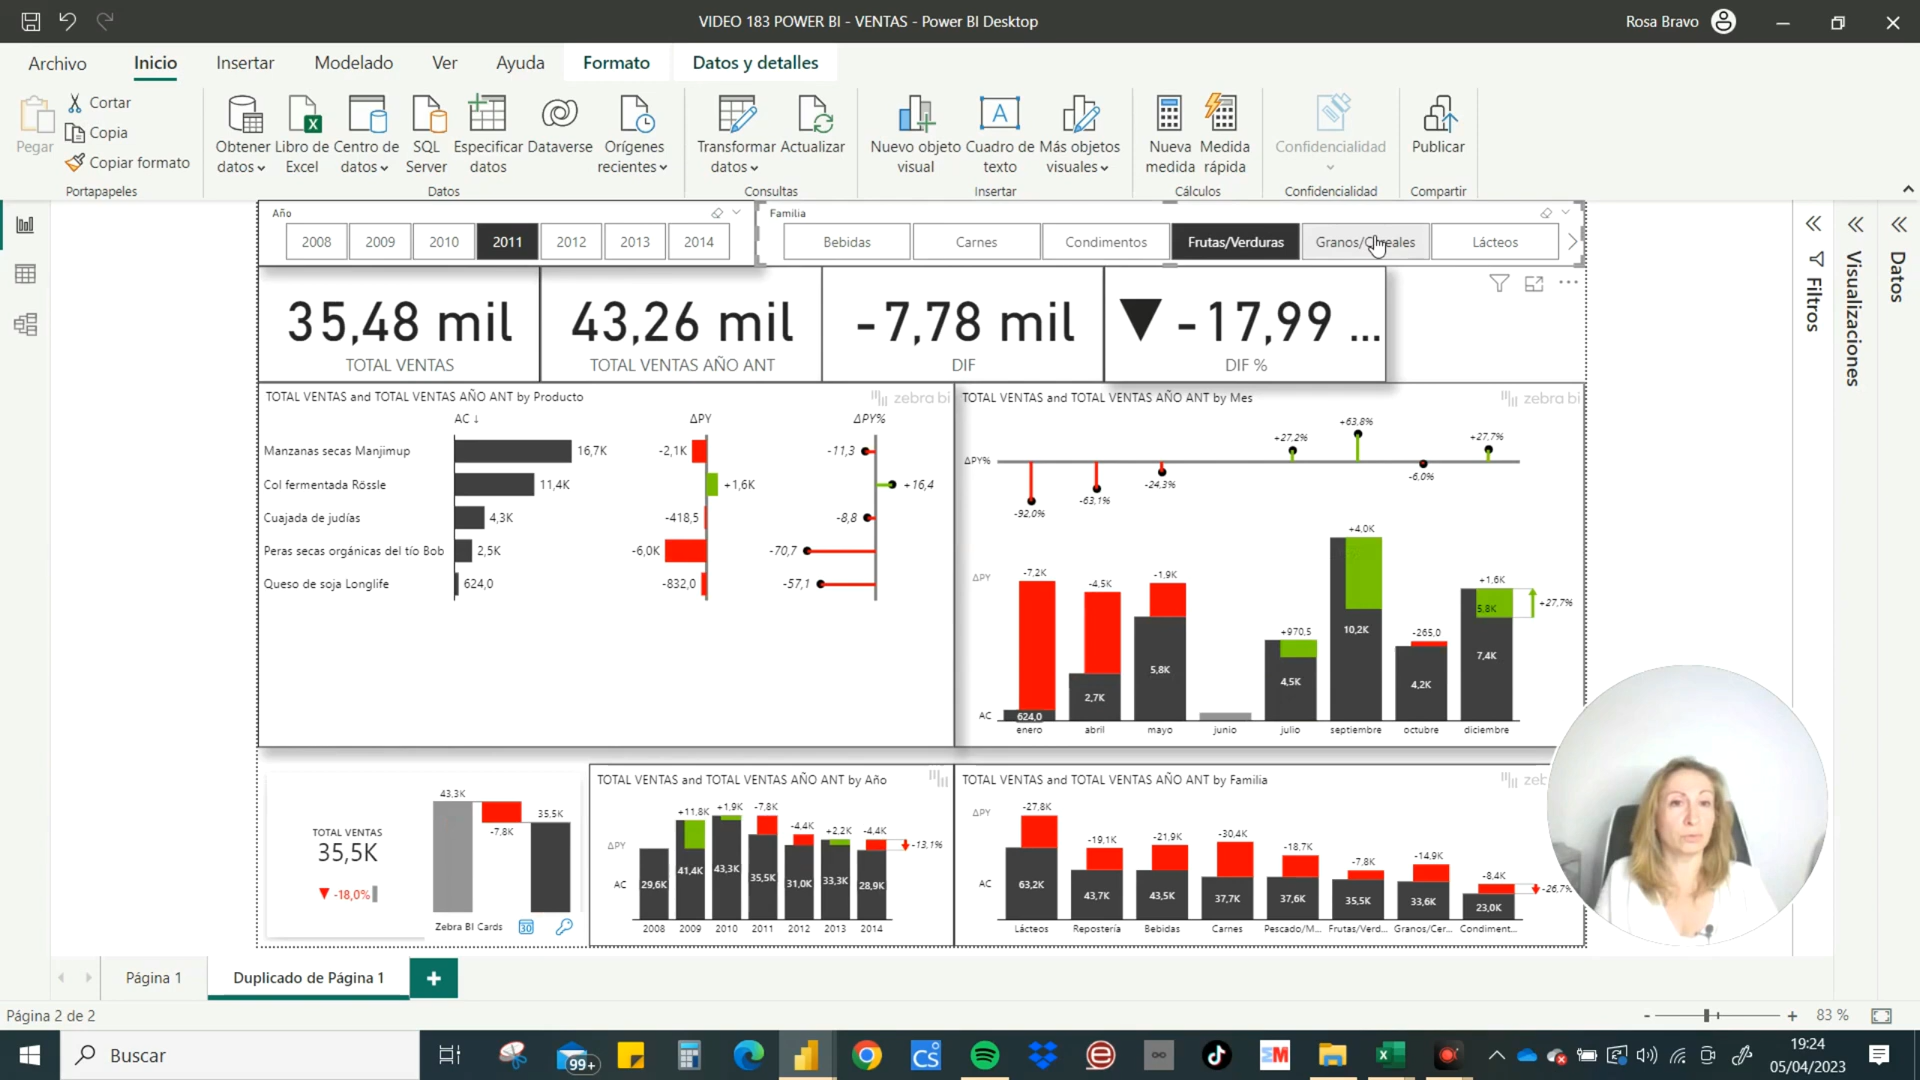 VIDEO 183 POWER BI - VENTAS - Power BI Desktop
Rosa Bravo
Archivo
Inicio
Insertar
Modelado
Ver
Ayuda
Formato
Datos y detalles
Pegar
Cortar
Copia
Copiar formato
Portapapeles
Obtener datos
Libro de Excel
Centro de datos
SQL Server
Especificar datos
Dataverse
Orígenes recientes
Datos
Transformar datos
Actualizar
Consultas
Nuevo objeto visual
Cuadro de texto
Más objetos visuales
Insertar
Nueva medida
Medida rápida
Cálculos
Confidencialidad
Confidencialidad
Publicar
Compartir
Año
2008 2009 2010 2011 2012 2013 2014
Familia
Bebidas Carnes Condimentos Frutas/Verduras Granos/Cereales Lácteos
35,48 mil
TOTAL VENTAS
43,26 mil
TOTAL VENTAS AÑO ANT
-7,78 mil
DIF
▼ -17,99 ...
DIF %
Filtros
Visualizaciones
Datos
TOTAL VENTAS and TOTAL VENTAS AÑO ANT by Producto
zebra bi
AC ↓ ΔPY ΔPY%
Manzanas secas Manjimup 16,7K -2,1K -11,3
Col fermentada Rössle 11,4K +1,6K +16,4
Cuajada de judías 4,3K -418,5 -8,8
Peras secas orgánicas del tío Bob 2,5K -6,0K -70,7
Queso de soja Longlife 624,0 -832,0 -57,1
TOTAL VENTAS and TOTAL VENTAS AÑO ANT by Mes
zebra bi
ΔPY% -92,0% -63,1% -24,3% +27,2% +63,8% -6,0% +27,7%
ΔPY -7,2K -4,5K -1,9K +970,5 +4,0K -265,0 +1,6K
5,8K
+27,7%
AC 624,0 2,7K 5,8K 4,5K 10,2K 4,2K 7,4K
enero abril mayo junio julio septiembre octubre diciembre
TOTAL VENTAS
35,5K
▼ -18,0%
43,3K
-7,8K
35,5K
Zebra BI Cards
30
TOTAL VENTAS and TOTAL VENTAS AÑO ANT by Año
ΔPY +11,8K +1,9K -7,8K -4,4K +2,2K -4,4K
-13,1%
AC 29,6K 41,4K 43,3K 35,5K 31,0K 33,3K 28,9K
2008 2009 2010 2011 2012 2013 2014
TOTAL VENTAS and TOTAL VENTAS AÑO ANT by Familia
zeb
ΔPY -27,8K -19,1K -21,9K -30,4K -18,7K -7,8K -14,9K -8,4K
-26,7%
AC 63,2K 43,7K 43,5K 37,7K 37,6K 35,5K 33,6K 23,0K
Lácteos Repostería Bebidas Carnes Pescado/M... Frutas/Verd... Granos/Cer... Condiment...
Página 1
Duplicado de Página 1
+
Página 2 de 2
- + 83 %
Buscar
99+
19:24
05/04/2023